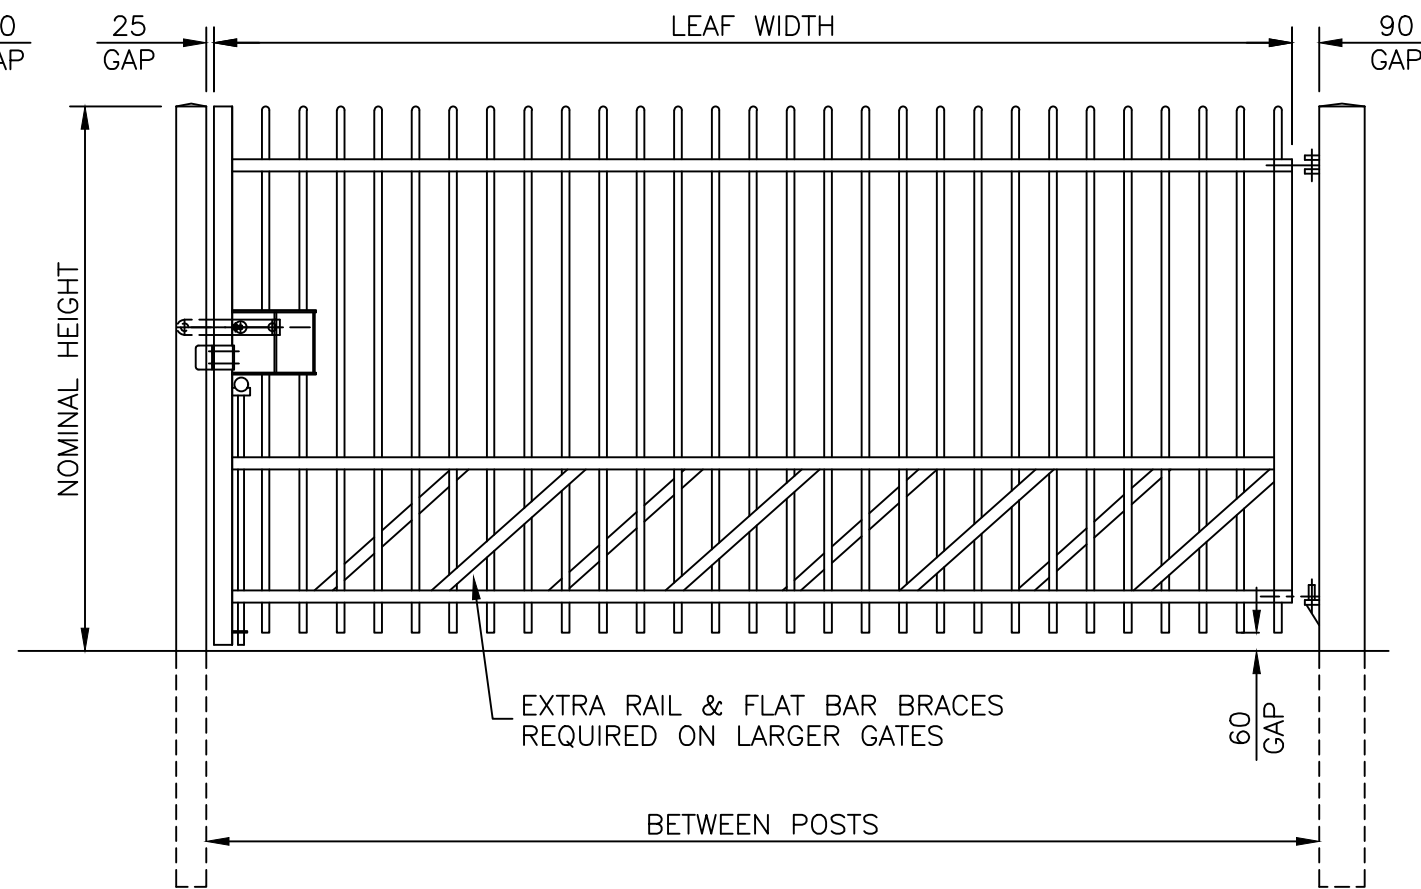 25
GAP
LEAF WIDTH
90
GAP
NOMINAL HEIGHT
EXTRA RAIL & FLAT BAR BRACES
REQUIRED ON LARGER GATES
60
GAP
BETWEEN POSTS